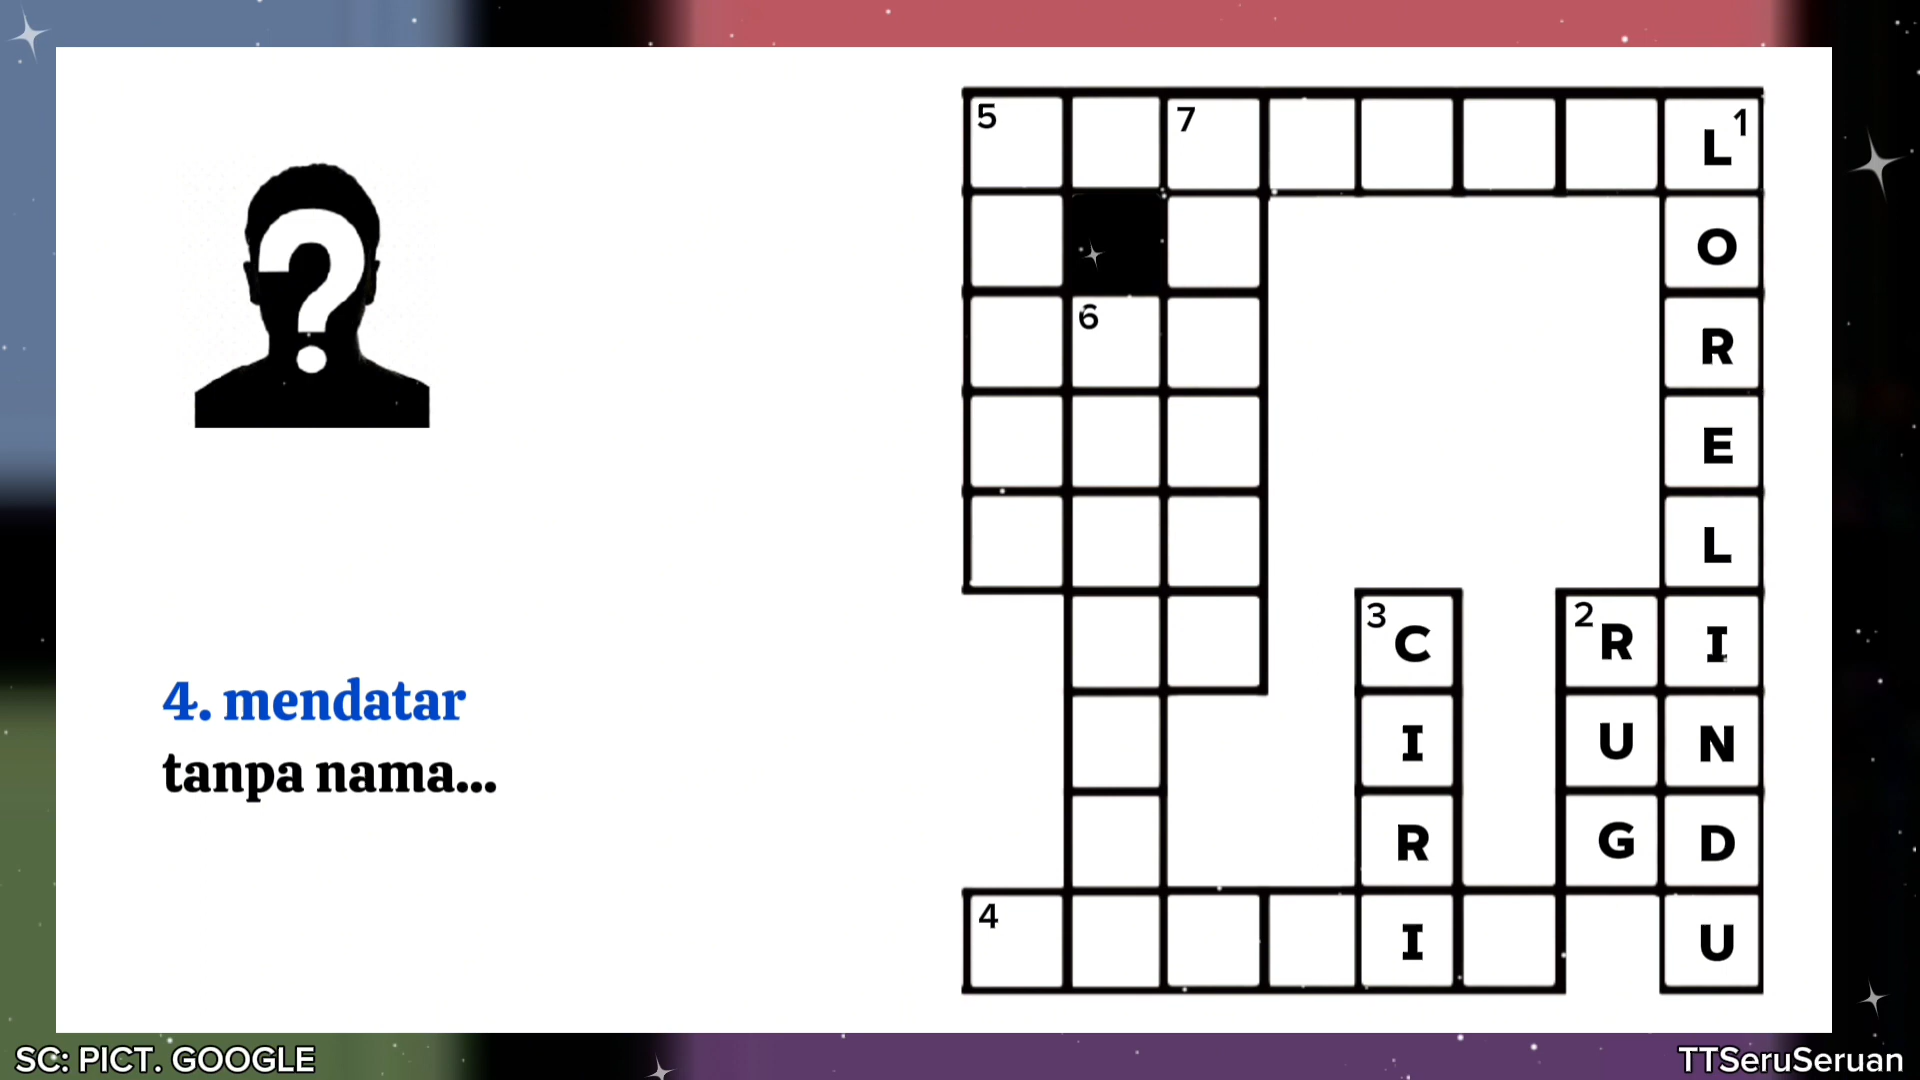 5 7 L 1
O
6 R
E
L
3 C 2 R I
I U N
R G D
4 I U
4. mendatar
tanpa nama...
SC: PICT. GOOGLE
TTSeruSeruan
?